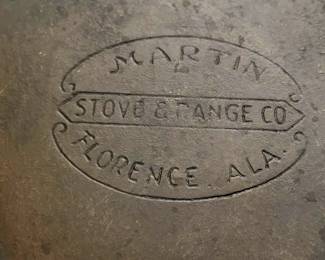 MARTIN
STOVE & RANGE CO
FLORENCE ALA.